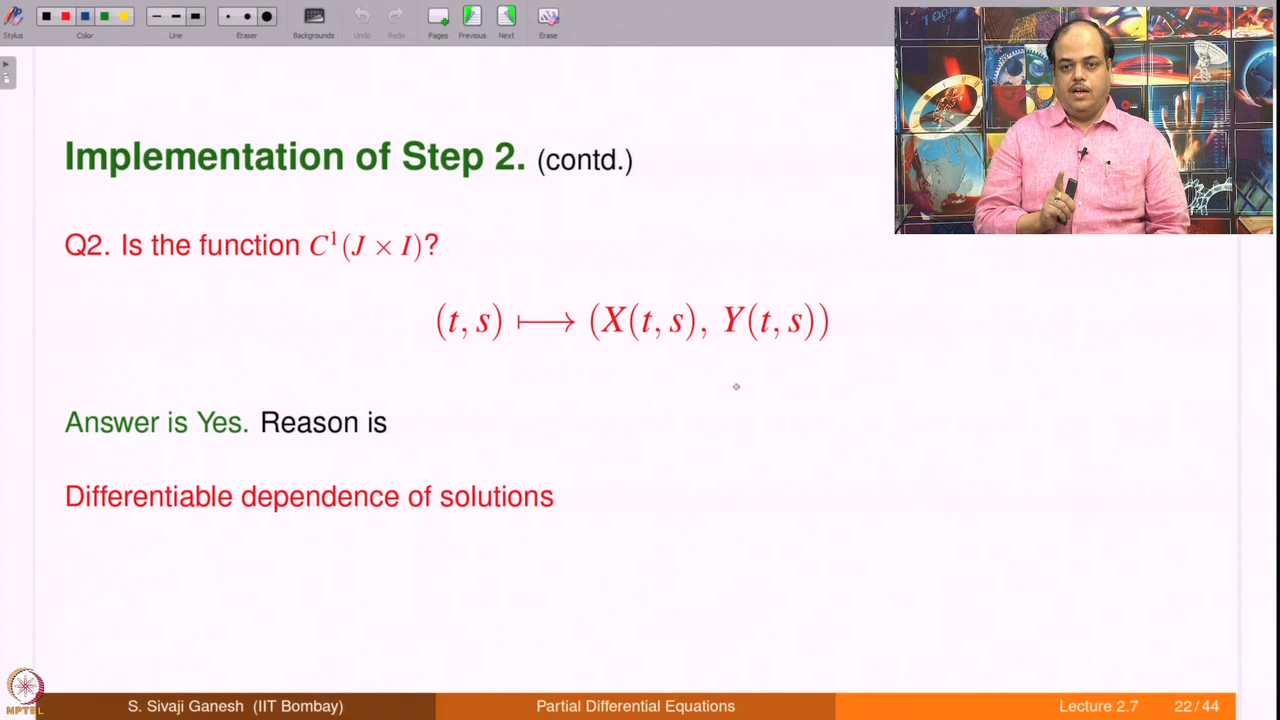 Stylus
Color
Line
Eraser
Backgrounds
Undo
Redo
Pages
Previous
Next
Erase
Implementation of Step 2. (contd.)
Q2. Is the function C¹(J × I)?
(t, s) ⟼ (X(t, s), Y(t, s))
Answer is Yes. Reason is
Differentiable dependence of solutions
NPTEL
S. Sivaji Ganesh (IIT Bombay)
Partial Differential Equations
Lecture 2.7
22/44